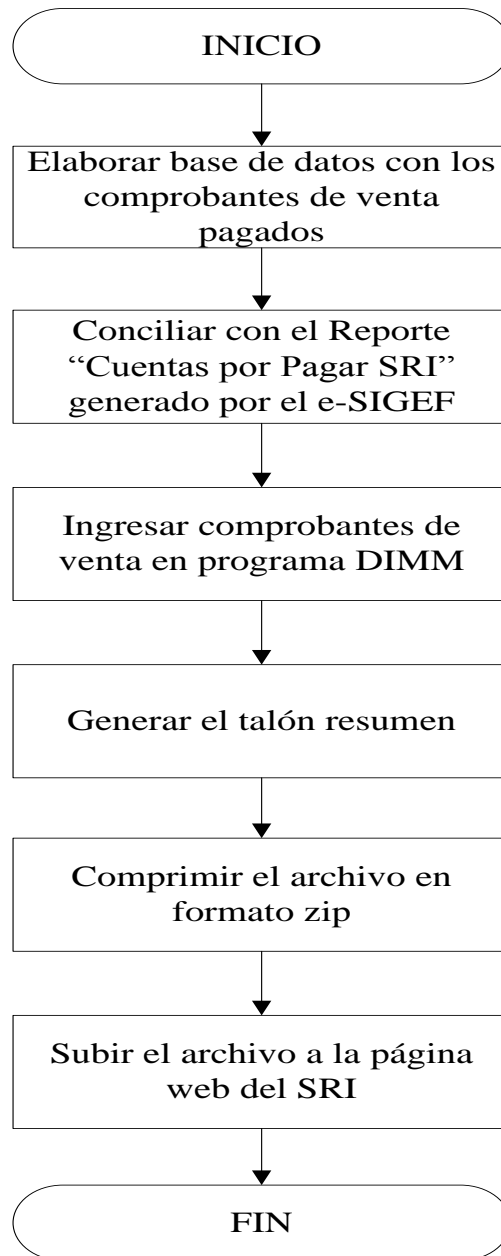 INICIO
Elaborar base de datos con los
comprobantes de venta
pagados
Conciliar con el Reporte
“Cuentas por Pagar SRI”
generado por el e-SIGEF
Ingresar comprobantes de
venta en programa DIMM
Generar el talón resumen
Comprimir el archivo en
formato zip
Subir el archivo a la página
web del SRI
FIN